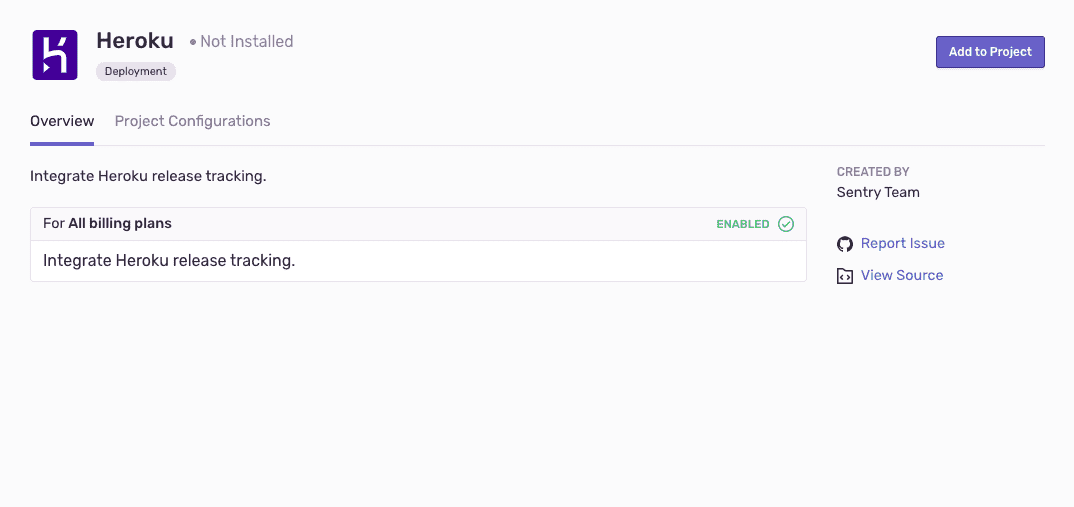 Heroku
Not Installed
Deployment
Add to Project
Overview
Project Configurations
Integrate Heroku release tracking.
For All billing plans
ENABLED
Integrate Heroku release tracking.
CREATED BY
Sentry Team
Report Issue
View Source